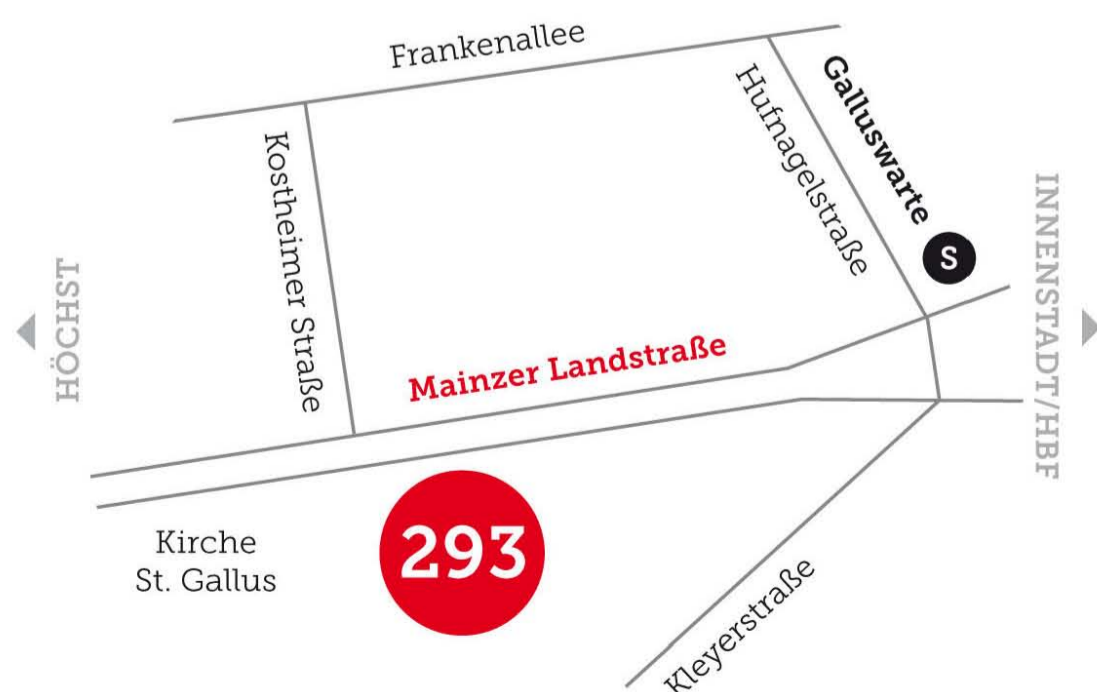 Frankenallee
Hufnagelstraße
Galluswarte
S
Kostheimer Straße
HÖCHST
INNENSTADT/HBF
Mainzer Landstraße
293
Kirche
St. Gallus
Kleyerstraße